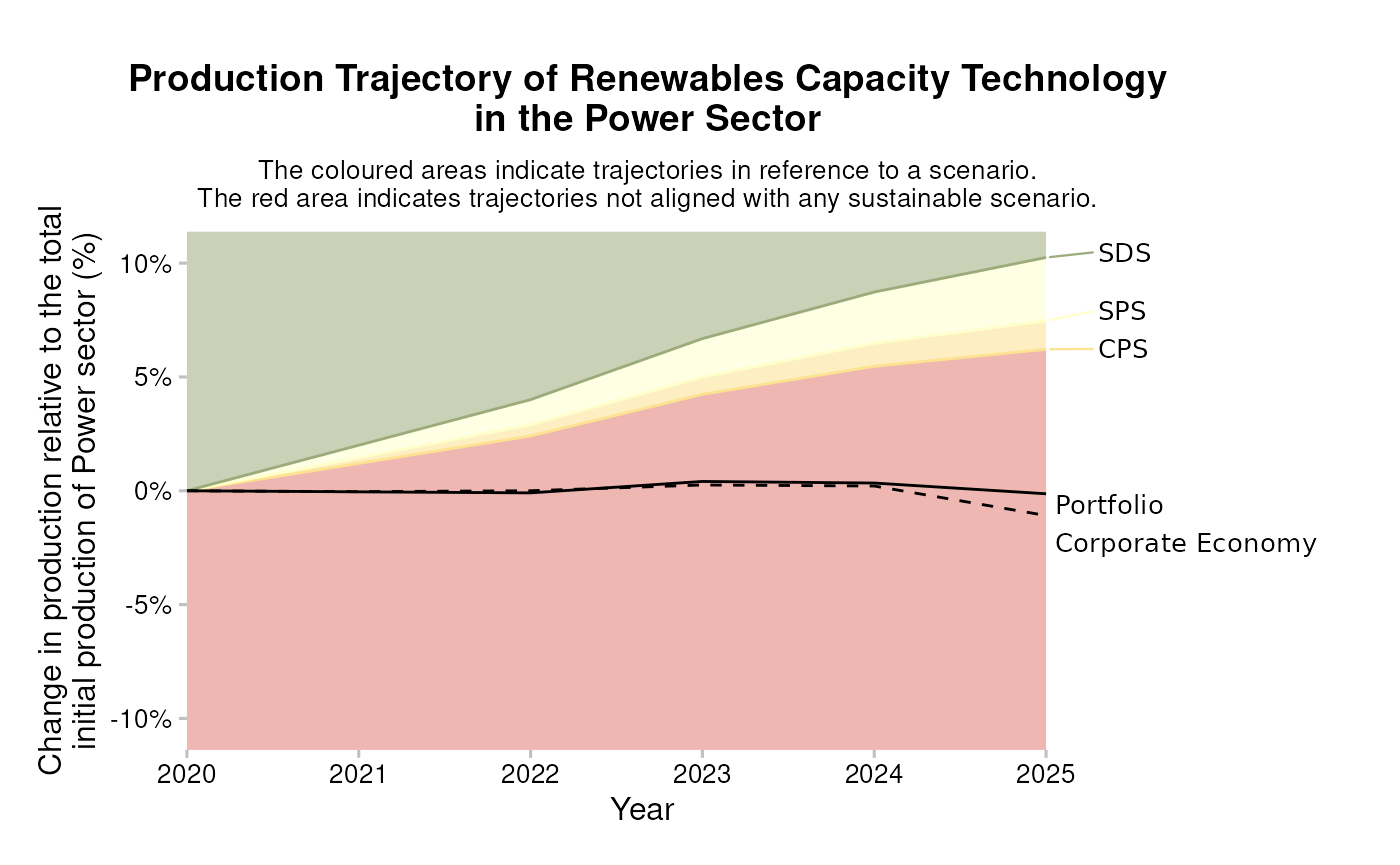 Production Trajectory of Renewables Capacity Technology
in the Power Sector
The coloured areas indicate trajectories in reference to a scenario.
The red area indicates trajectories not aligned with any sustainable scenario.
Change in production relative to the total
initial production of Power sector (%)
10%
5%
0%
-5%
-10%
SDS
SPS
CPS
Portfolio
Corporate Economy
2020
2021
2022
2023
2024
2025
Year